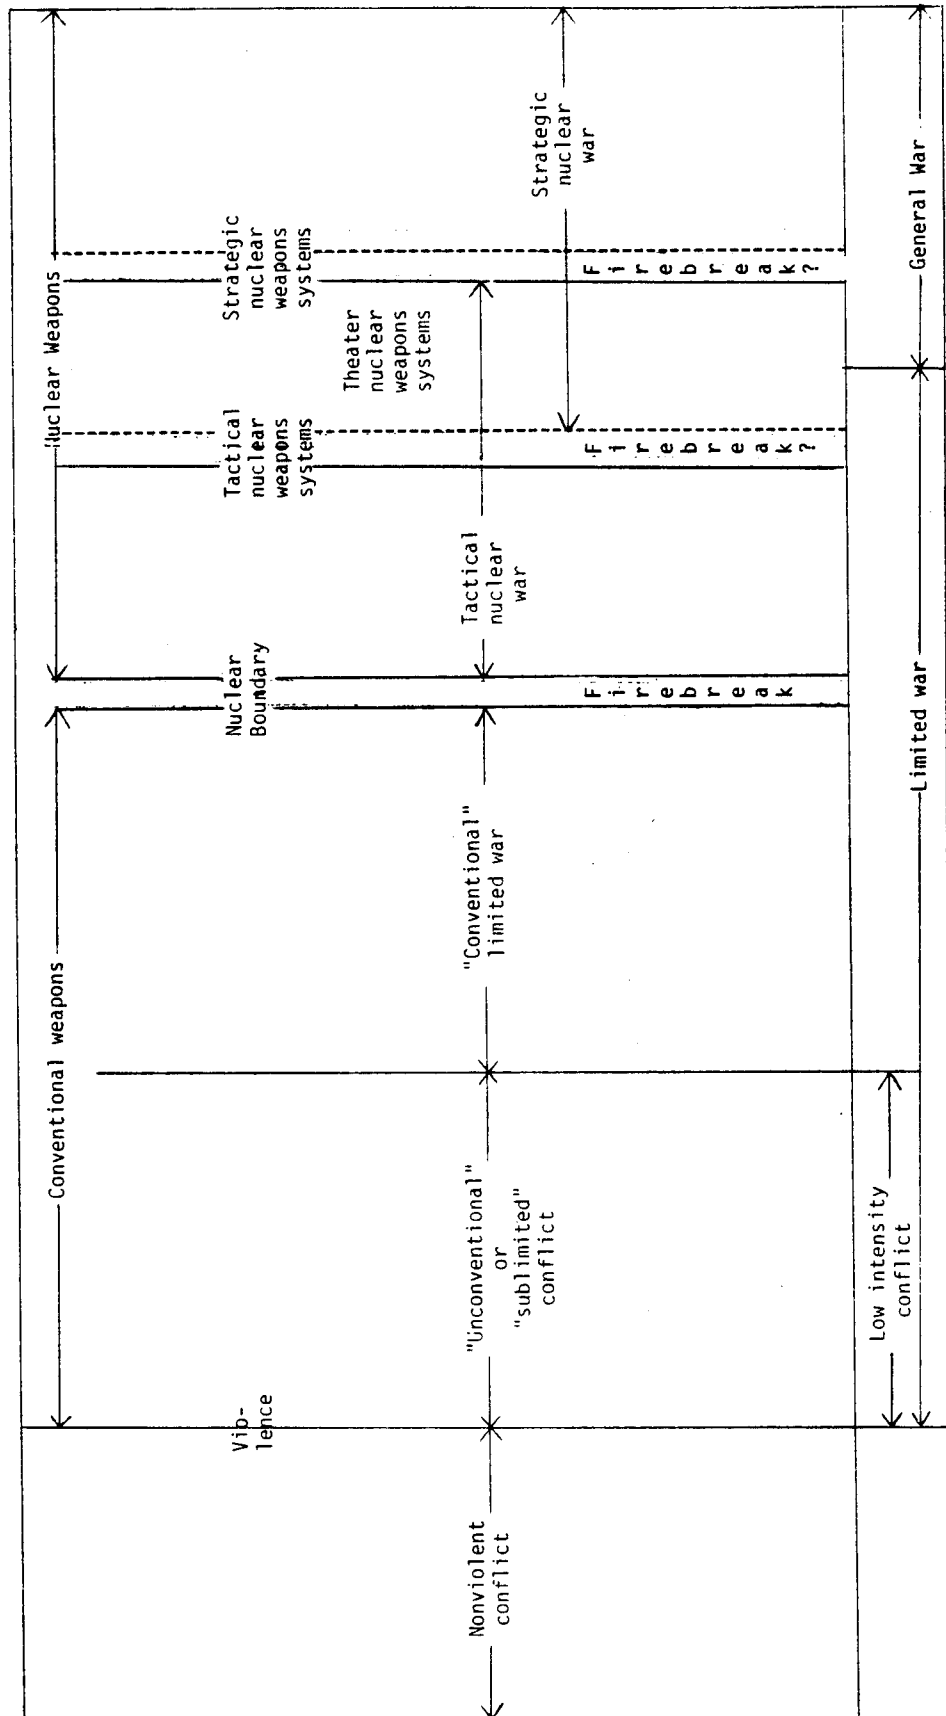 Conventional weapons
Nuclear Weapons
Vio-
lence
Nuclear
Boundary
Tactical
nuclear
weapons
systems
Strategic
nuclear
weapons
systems
Theater
nuclear
weapons
systems
Nonviolent
conflict
"Unconventional"
or
"sublimited"
conflict
"Conventional"
limited war
Tactical
nuclear
war
Strategic
nuclear
war
Firebreak
Firebreak?
Firebreak?
Low intensity
conflict
Limited war
General War